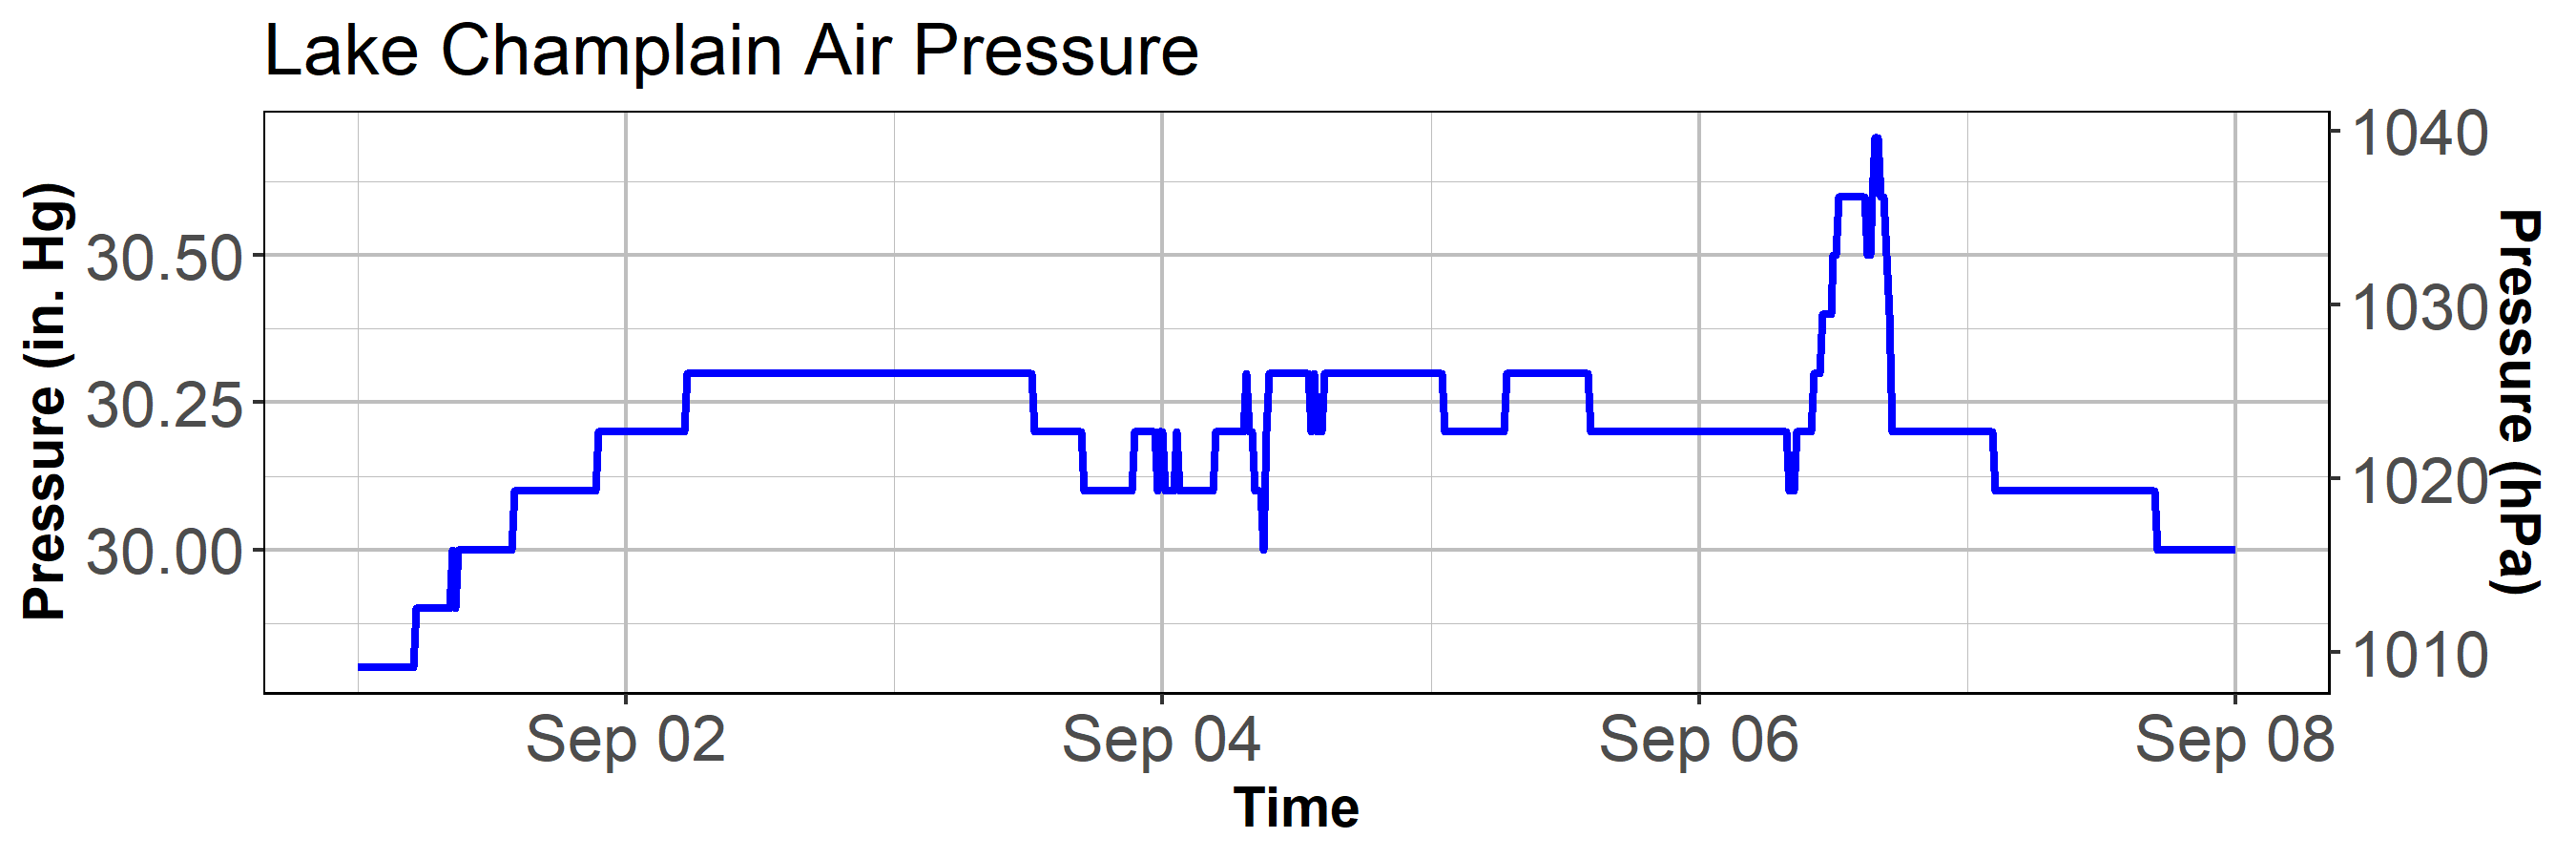 Lake Champlain Air Pressure
Pressure (in. Hg)
30.50
30.25
30.00
1040
1030
1020
1010
Pressure (hPa)
Sep 02 Sep 04 Sep 06 Sep 08
Time